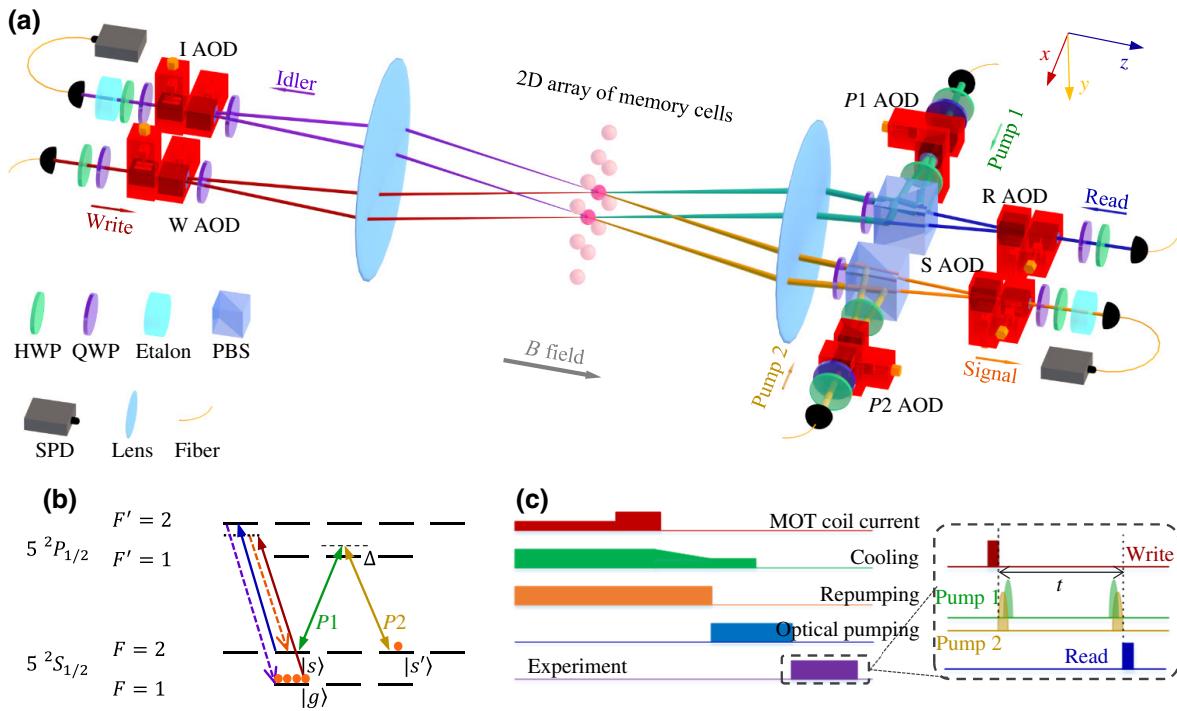 (a)
I AOD
Idler
2D array of memory cells
x
z
y
P1 AOD
Pump 1
Write
W AOD
R AOD
Read
S AOD
HWP
QWP
Etalon
PBS
B field
Pump 2
Signal
P2 AOD
SPD
Lens
Fiber
(b)
F′ = 2
5 ²P₁/₂
F′ = 1
Δ
P1
P2
F = 2
5 ²S₁/₂
|s⟩
|s′⟩
F = 1
|g⟩
(c)
MOT coil current
Cooling
Repumping
Optical pumping
Experiment
Write
t
Pump 1
Pump 2
Read